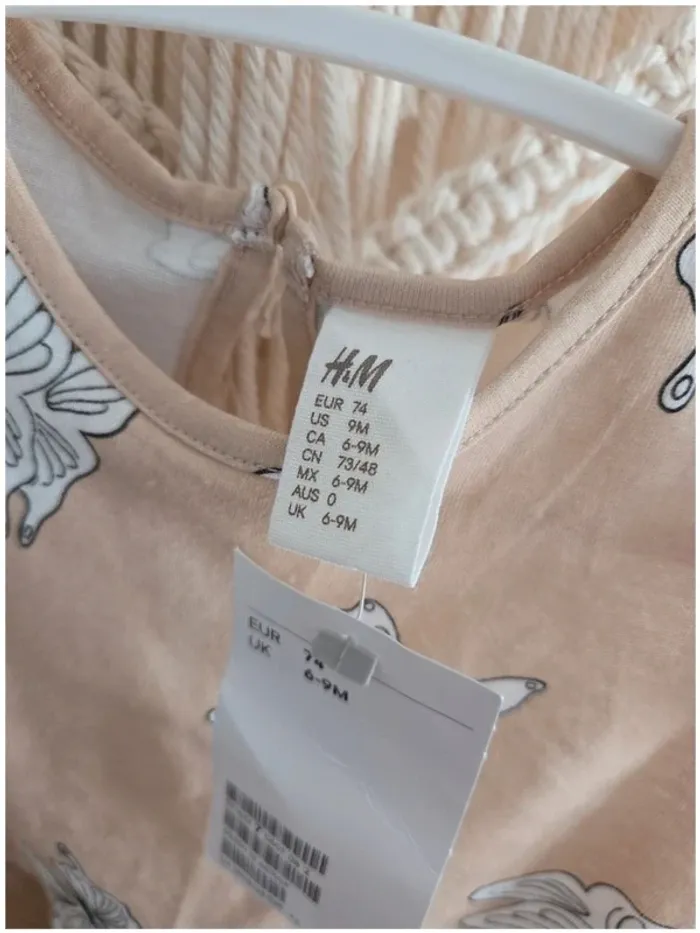 H&M
EUR 74
US 9M
CA 6-9M
CN 73/48
MX 6-9M
AUS 0
UK 6-9M
EUR 74
UK 6-9M